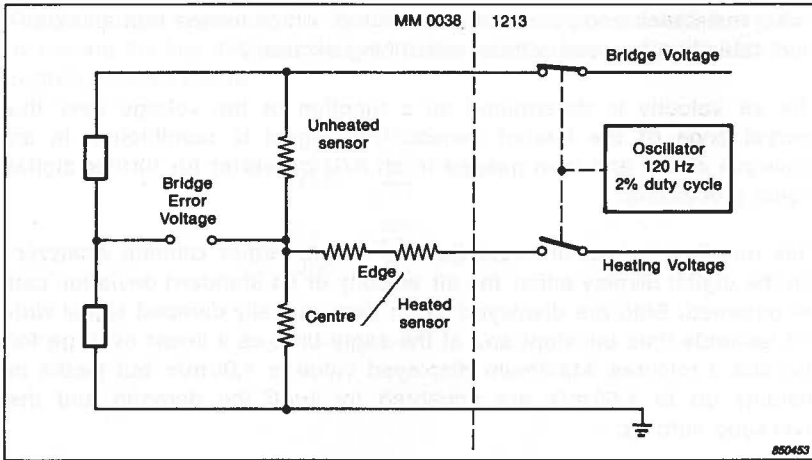 MM 0038 1213
Bridge Voltage
Unheated
sensor
Oscillator
120 Hz
2% duty cycle
Bridge
Error
Voltage
Edge
Heating Voltage
Centre
Heated
sensor
850453